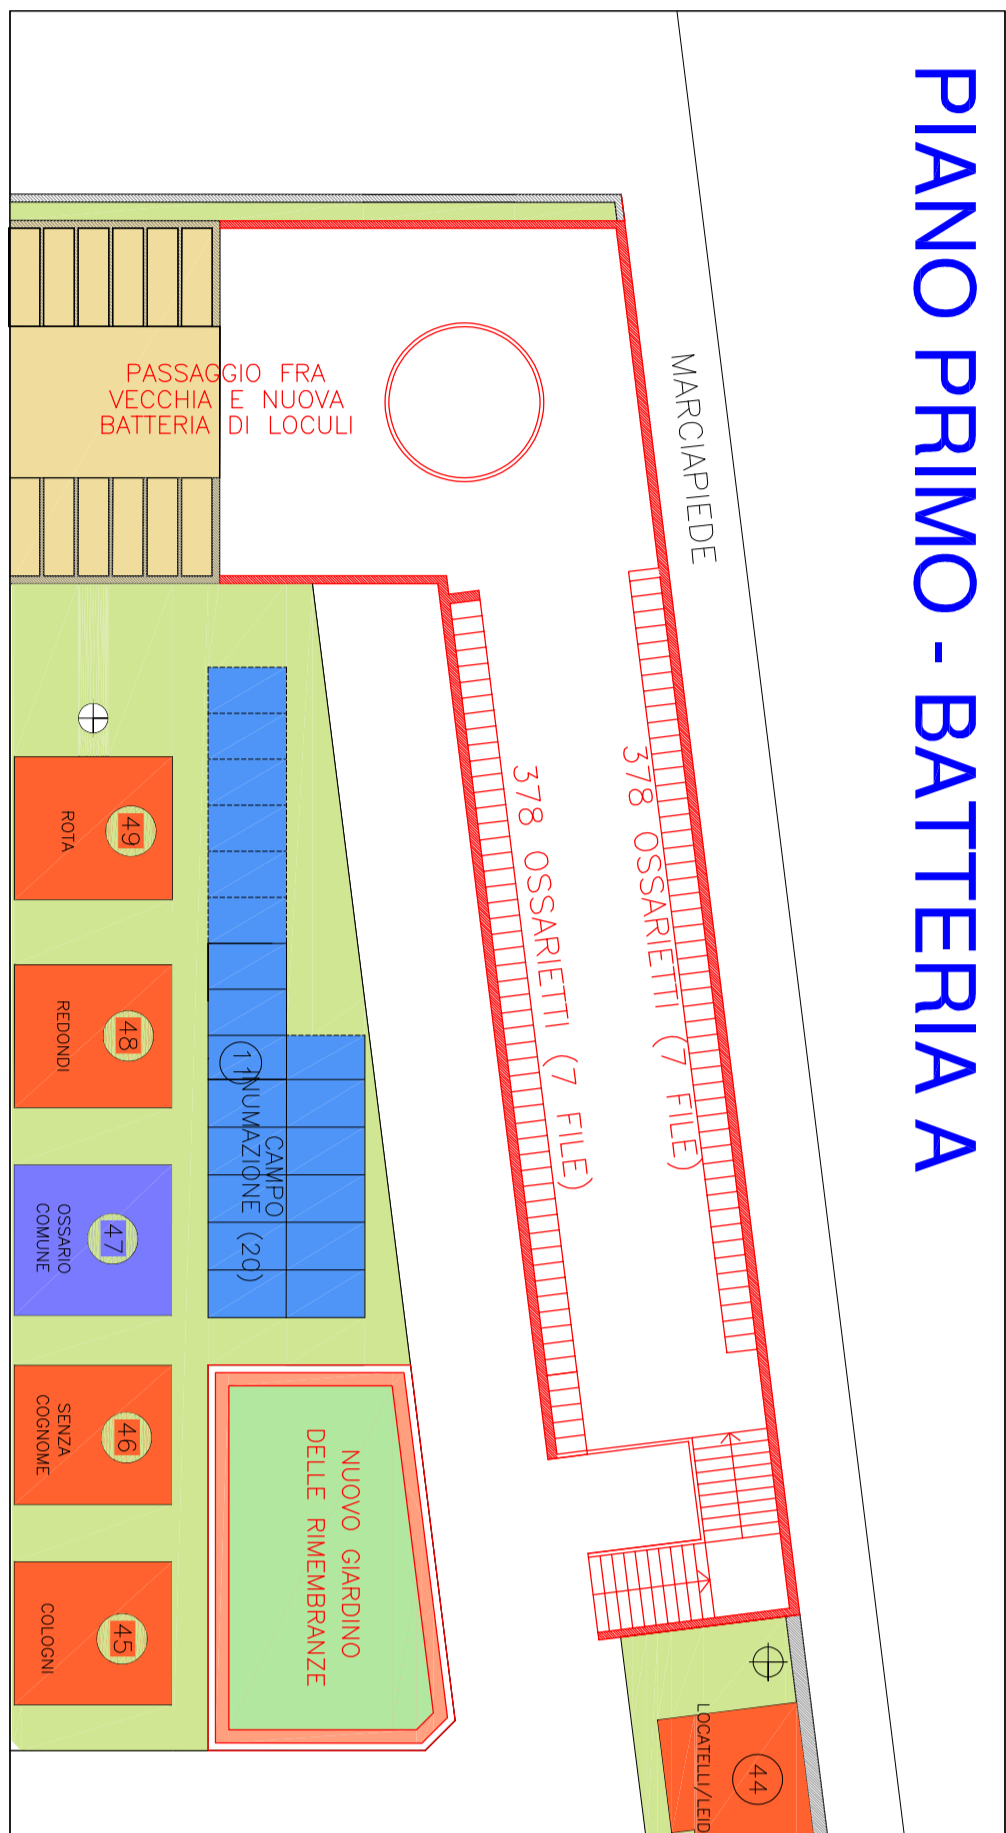 PIANO PRIMO - BATTERIA A
MARCIAPIEDE
PASSAGGIO FRA
VECCHIA E NUOVA
BATTERIA DI LOCULI
378 OSSARIETTI (7 FILE)
378 OSSARIETTI (7 FILE)
CAMPO
INUMAZIONE (20)
11
49
ROTA
48
REDONDI
47
OSSARIO
COMUNE
46
SENZA
COGNOME
45
COLOGNI
NUOVO GIARDINO
DELLE RIMEMBRANZE
44
LOCATELLI/LEID